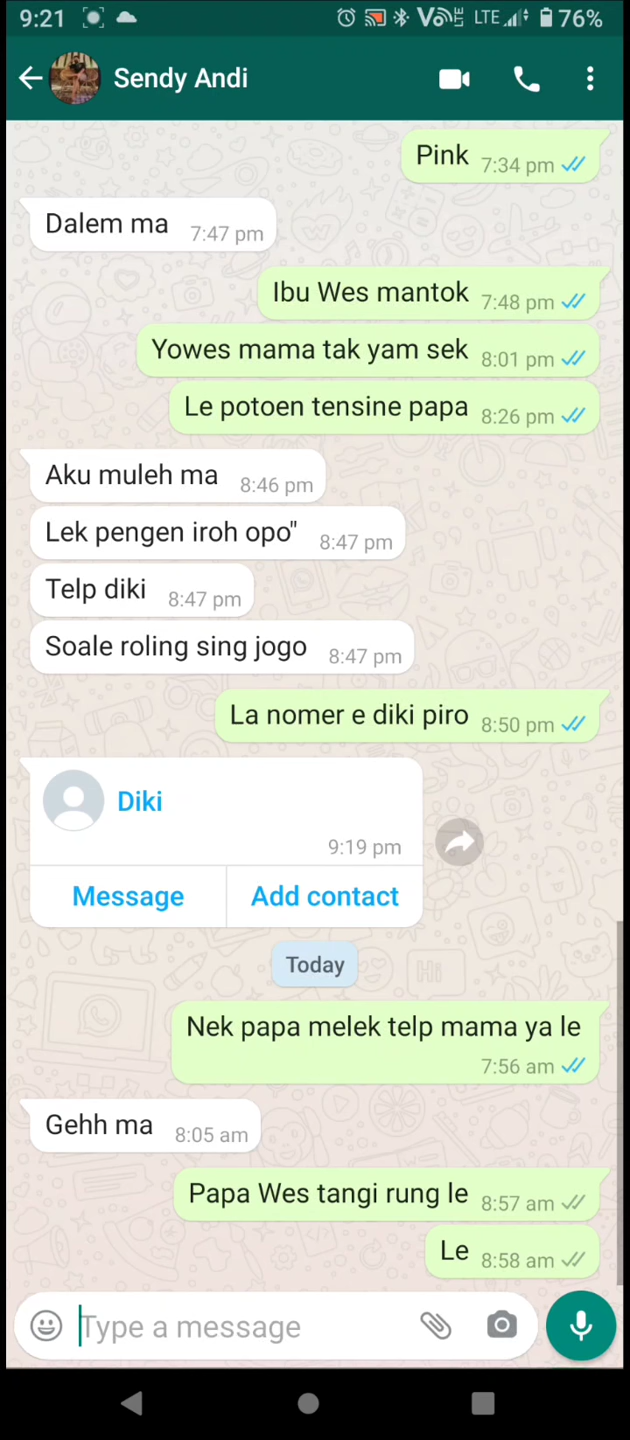 9:21 LTE 76%
Sendy Andi
Pink 7:34 pm
Dalem ma 7:47 pm
Ibu Wes mantok 7:48 pm
Yowes mama tak yam sek 8:01 pm
Le potoen tensine papa 8:26 pm
Aku muleh ma 8:46 pm
Lek pengen iroh opo" 8:47 pm
Telp diki 8:47 pm
Soale roling sing jogo 8:47 pm
La nomer e diki piro 8:50 pm
Diki
9:19 pm
Message Add contact
Today
Nek papa melek telp mama ya le
7:56 am
Gehh ma 8:05 am
Papa Wes tangi rung le 8:57 am
Le 8:58 am
Type a message